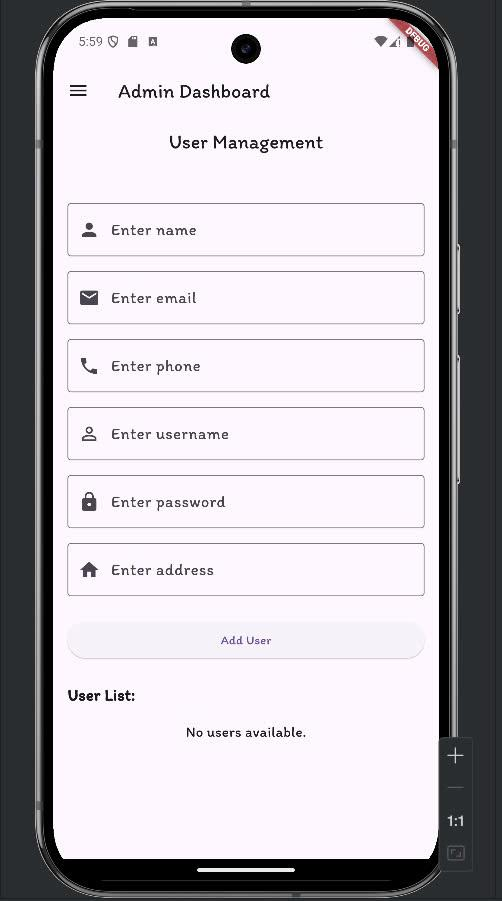 5:59
A
DEBUG
Admin Dashboard
User Management
Enter name
Enter email
Enter phone
Enter username
Enter password
Enter address
Add User
User List:
No users available.
1:1